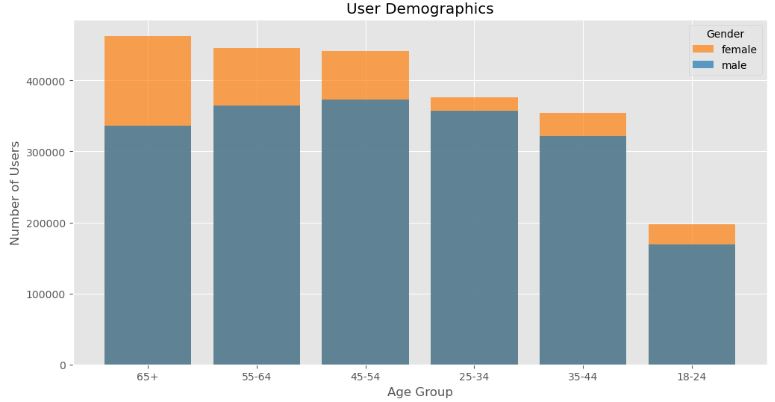 User Demographics
Gender
female
male
Number of Users
400000
300000
200000
100000
0
65+ 55-64 45-54 25-34 35-44 18-24
Age Group